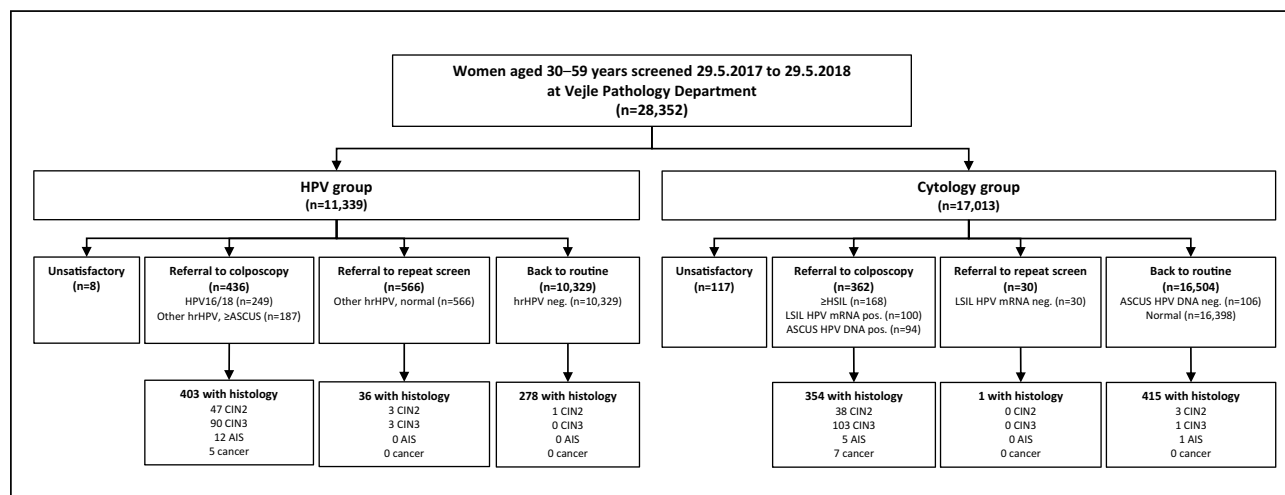 Women aged 30–59 years screened 29.5.2017 to 29.5.2018
at Vejle Pathology Department
(n=28,352)
HPV group
(n=11,339)
Cytology group
(n=17,013)
Unsatisfactory
(n=8)
Referral to colposcopy
(n=436)
HPV16/18 (n=249)
Other hrHPV, ≥ASCUS (n=187)
Referral to repeat screen
(n=566)
Other hrHPV, normal (n=566)
Back to routine
(n=10,329)
hrHPV neg. (n=10,329)
Unsatisfactory
(n=117)
Referral to colposcopy
(n=362)
≥HSIL (n=168)
LSIL HPV mRNA pos. (n=100)
ASCUS HPV DNA pos. (n=94)
Referral to repeat screen
(n=30)
LSIL HPV mRNA neg. (n=30)
Back to routine
(n=16,504)
ASCUS HPV DNA neg. (n=106)
Normal (n=16,398)
403 with histology
47 CIN2
90 CIN3
12 AIS
5 cancer
36 with histology
3 CIN2
3 CIN3
0 AIS
0 cancer
278 with histology
1 CIN2
0 CIN3
0 AIS
0 cancer
354 with histology
38 CIN2
103 CIN3
5 AIS
7 cancer
1 with histology
0 CIN2
0 CIN3
0 AIS
0 cancer
415 with histology
3 CIN2
1 CIN3
1 AIS
0 cancer